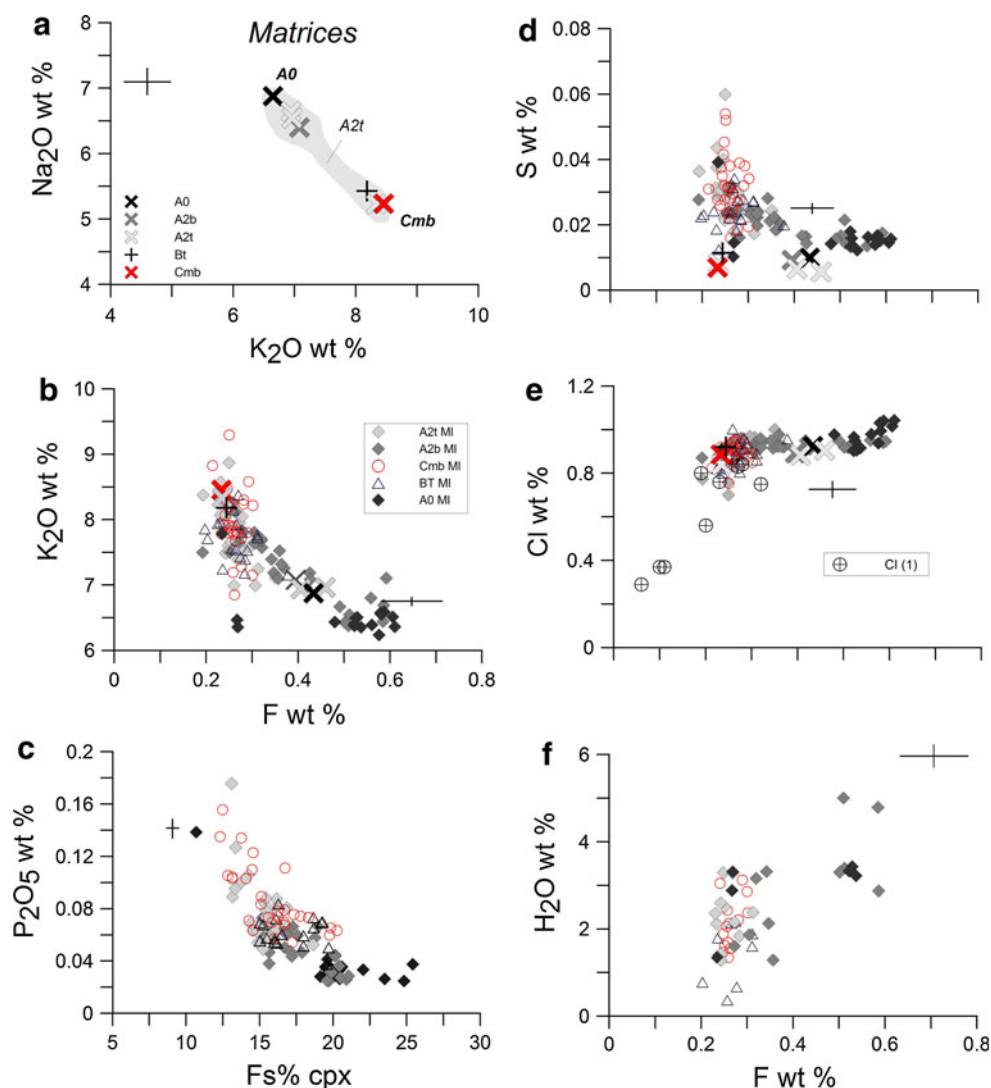 a
Matrices
8
7
6
5
4
Na2O wt %
A0
A2t
Cmb
A0
A2b
A2t
Bt
Cmb
4
6
8
10
K2O wt %
b
10
9
8
7
6
K2O wt %
A2t MI
A2b MI
Cmb MI
BT MI
A0 MI
0
0.2
0.4
0.6
0.8
F wt %
c
0.2
0.16
0.12
0.08
0.04
0
P2O5 wt %
5
10
15
20
25
30
Fs% cpx
d
0.08
0.06
0.04
0.02
0
S wt %
e
1.2
0.8
0.4
0
Cl wt %
Cl (1)
f
6
4
2
0
H2O wt %
0
0.2
0.4
0.6
0.8
F wt %